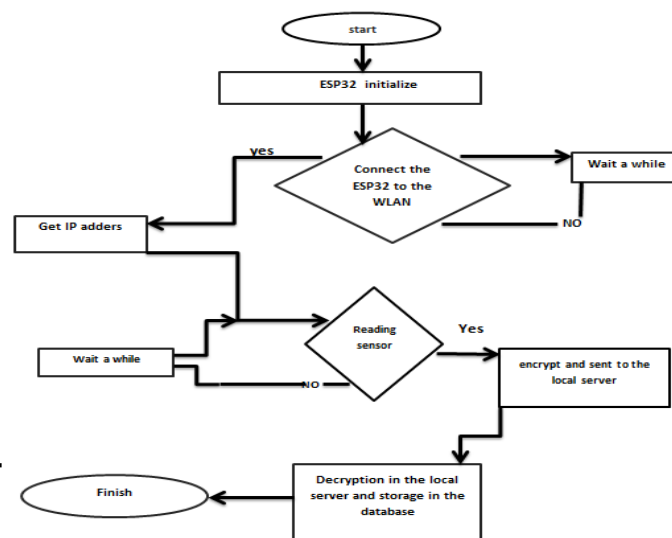 start
ESP32 initialize
yes
Connect the
ESP32 to the
WLAN
Wait a while
NO
Get IP adders
Reading
sensor
Yes
Wait a while
NO
encrypt and sent to the
local server
Decryption in the local
server and storage in the
database
Finish